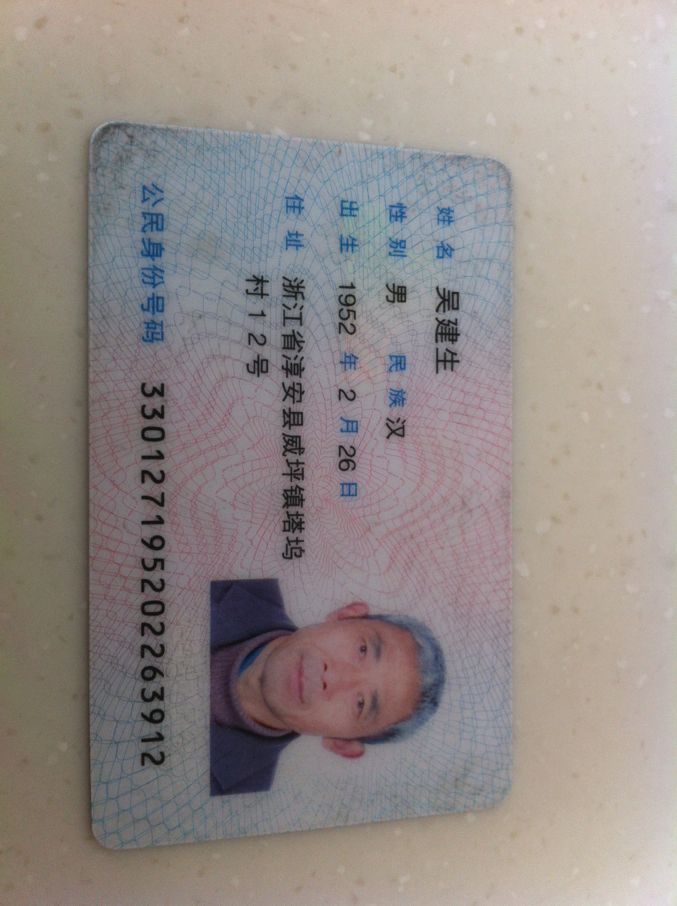 姓名 吴建生
性别 男 民族 汉
出生 1952 年 2 月 26 日
住址 浙江省淳安县威坪镇塔坞
村12号
公民身份号码 330127195202263912